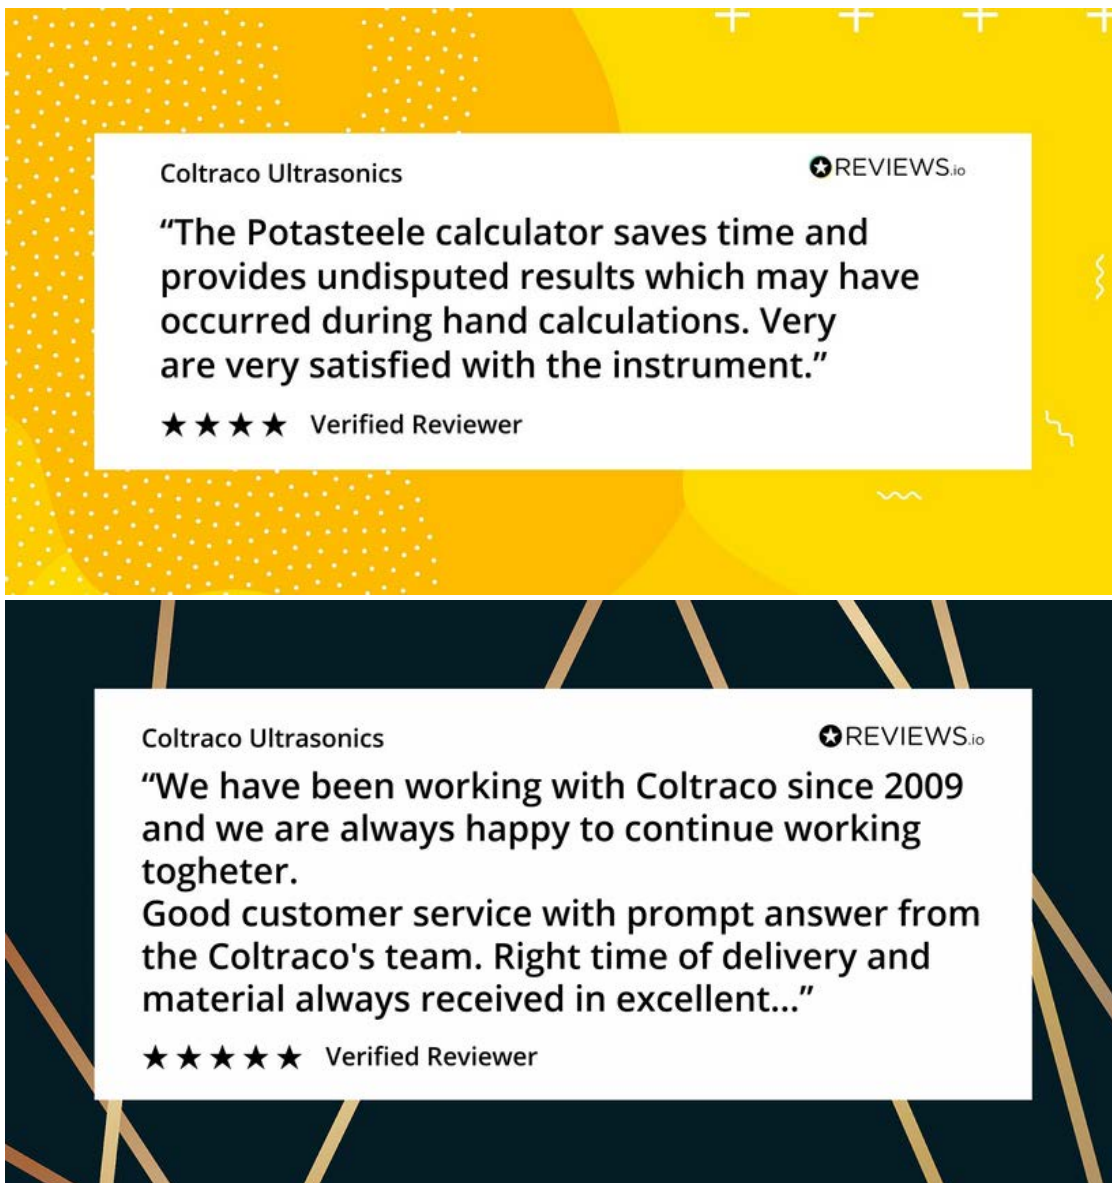 Coltraco Ultrasonics
REVIEWS.io
“The Potasteele calculator saves time and
provides undisputed results which may have
occurred during hand calculations. Very
are very satisfied with the instrument.”
★★★★ Verified Reviewer
Coltraco Ultrasonics
REVIEWS.io
“We have been working with Coltraco since 2009
and we are always happy to continue working
togheter.
Good customer service with prompt answer from
the Coltraco's team. Right time of delivery and
material always received in excellent...”
★★★★★ Verified Reviewer